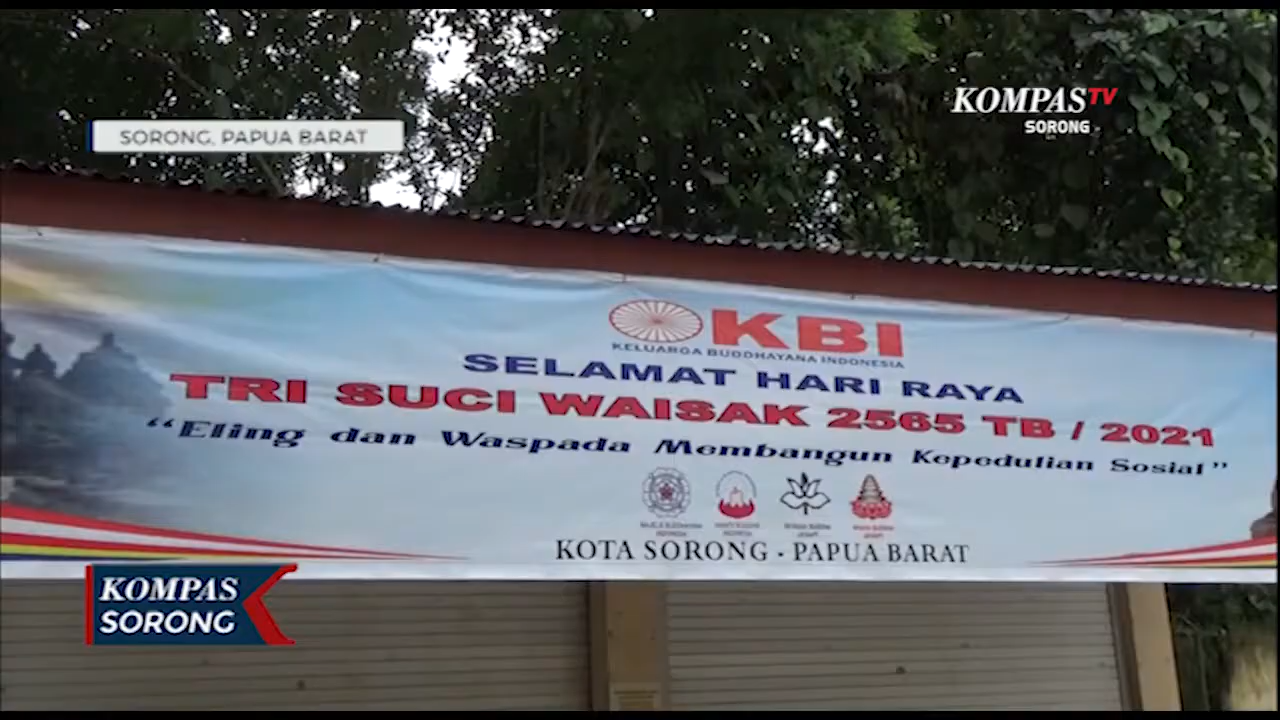 KOMPASTV
SORONG
SORONG, PAPUA BARAT
KBI
KELUARGA BUDDHAYANA INDONESIA
SELAMAT HARI RAYA
TRI SUCI WAISAK 2565 TB / 2021
"Eling dan Waspada Membangun Kepedulian Sosial"
KOTA SORONG - PAPUA BARAT
KOMPAS
SORONG